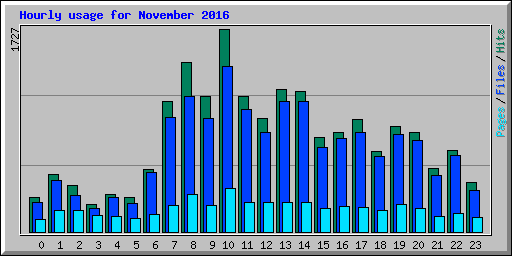 Hourly usage for November 2016
1727
Pages/Files/Hits
0 1 2 3 4 5 6 7 8 9 10 11 12 13 14 15 16 17 18 19 20 21 22 23